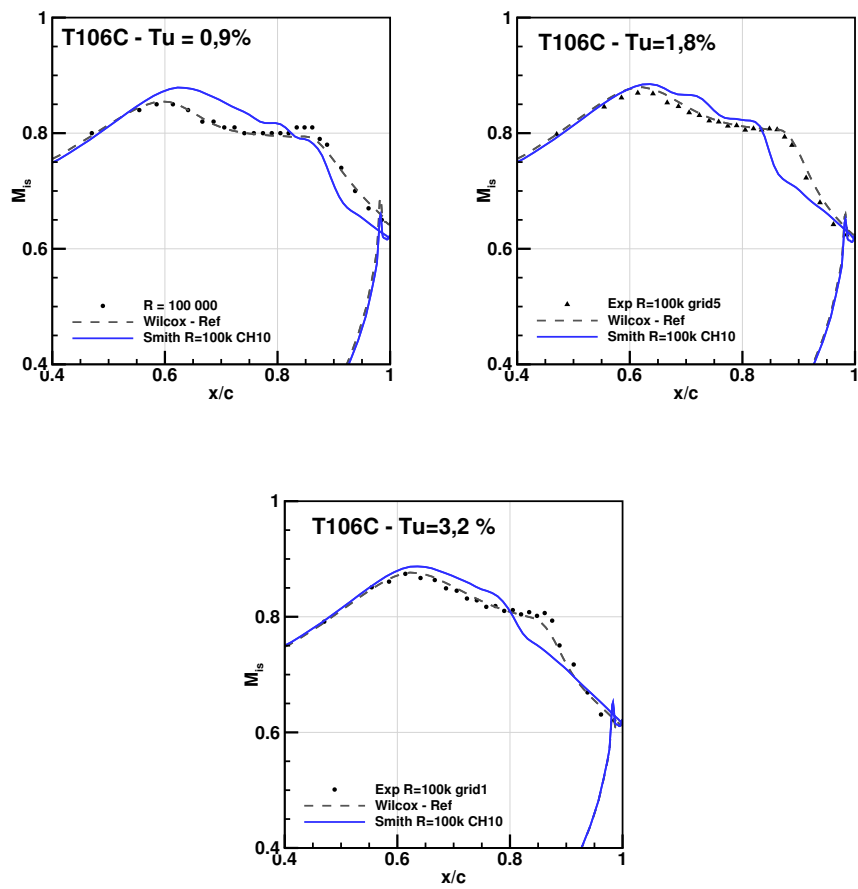 T106C - Tu = 0,9%
1
0.9
0.8
0.6
0.4
M_is
R = 100 000
Wilcox - Ref
Smith R=100k CH10
0.4 0.6 0.8 1
x/c
T106C - Tu=1,8%
1
0.8
0.6
0.4
M_is
Exp R=100k grid5
Wilcox - Ref
Smith R=100k CH10
0.4 0.6 0.8 1
x/c
T106C - Tu=3,2 %
1
0.8
0.6
0.4
M_is
Exp R=100k grid1
Wilcox - Ref
Smith R=100k CH10
0.4 0.6 0.8 1
x/c